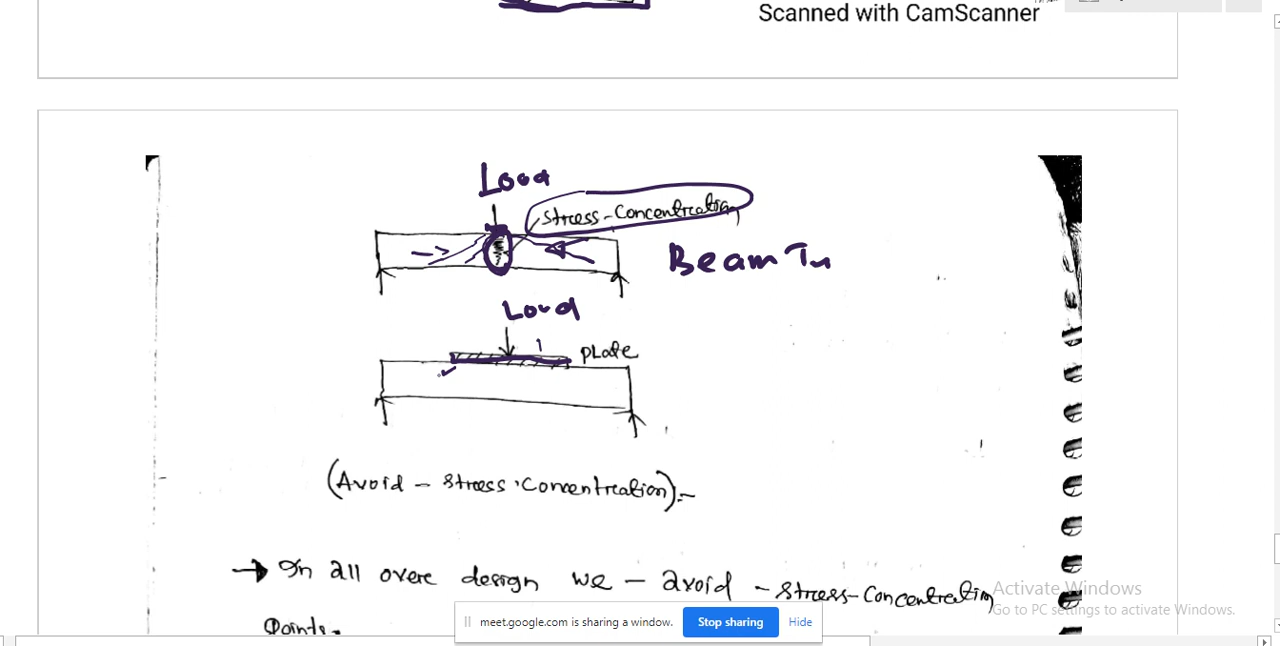 Scanned with CamScanner
Load
Stress-Concentration
Beam
Load
PLate
(Avoid - Stress Concentration).-
→ In all over design we - avoid - Stress-Concentration
Points.
Activate Windows
Go to PC settings to activate Windows.
meet.google.com is sharing a window.
Stop sharing
Hide